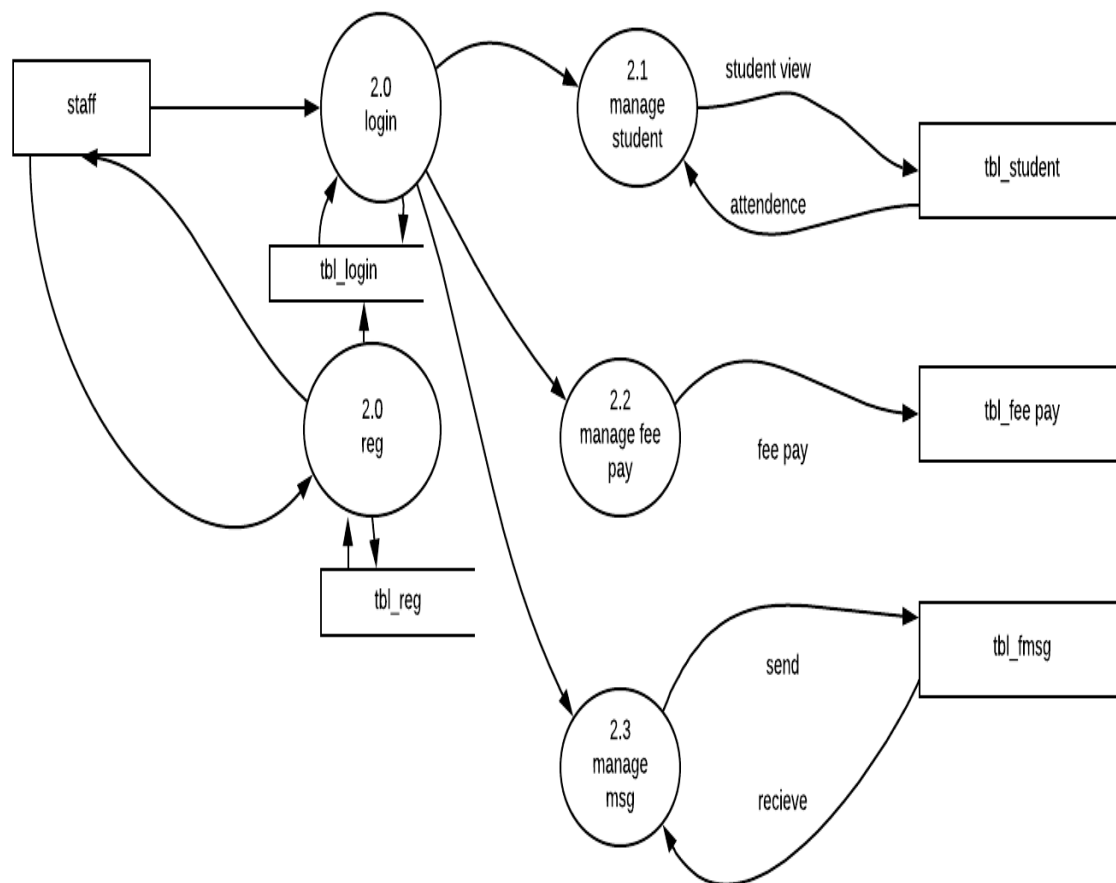 staff
2.0
login
2.1
manage
student
student view
tbl_student
attendence
tbl_login
2.0
reg
2.2
manage fee
pay
tbl_fee pay
fee pay
tbl_reg
2.3
manage
msg
send
tbl_fmsg
recieve